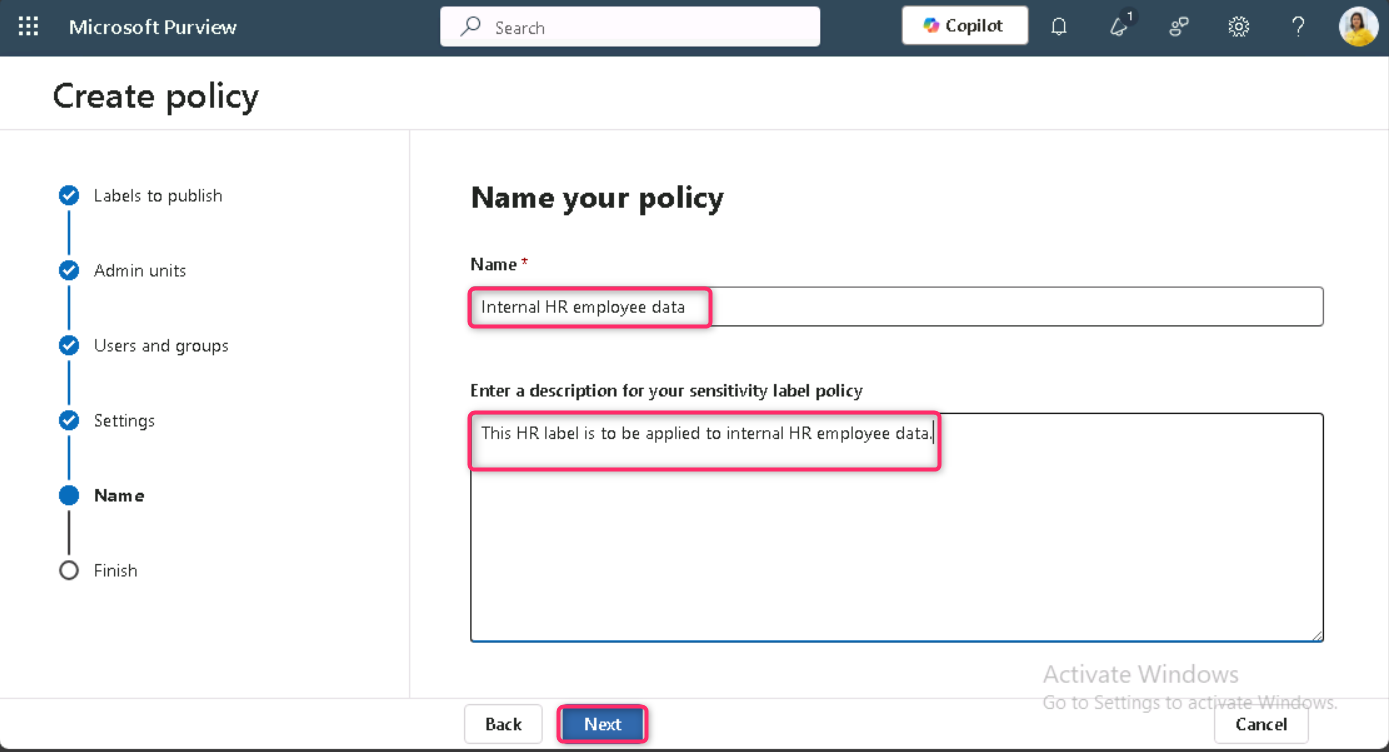 Microsoft Purview
Search
Copilot
1
?
Create policy
Labels to publish
Admin units
Users and groups
Settings
Name
Finish
Name your policy
Name *
Internal HR employee data
Enter a description for your sensitivity label policy
This HR label is to be applied to internal HR employee data.
Activate Windows
Go to Settings to activate Windows.
Back
Next
Cancel